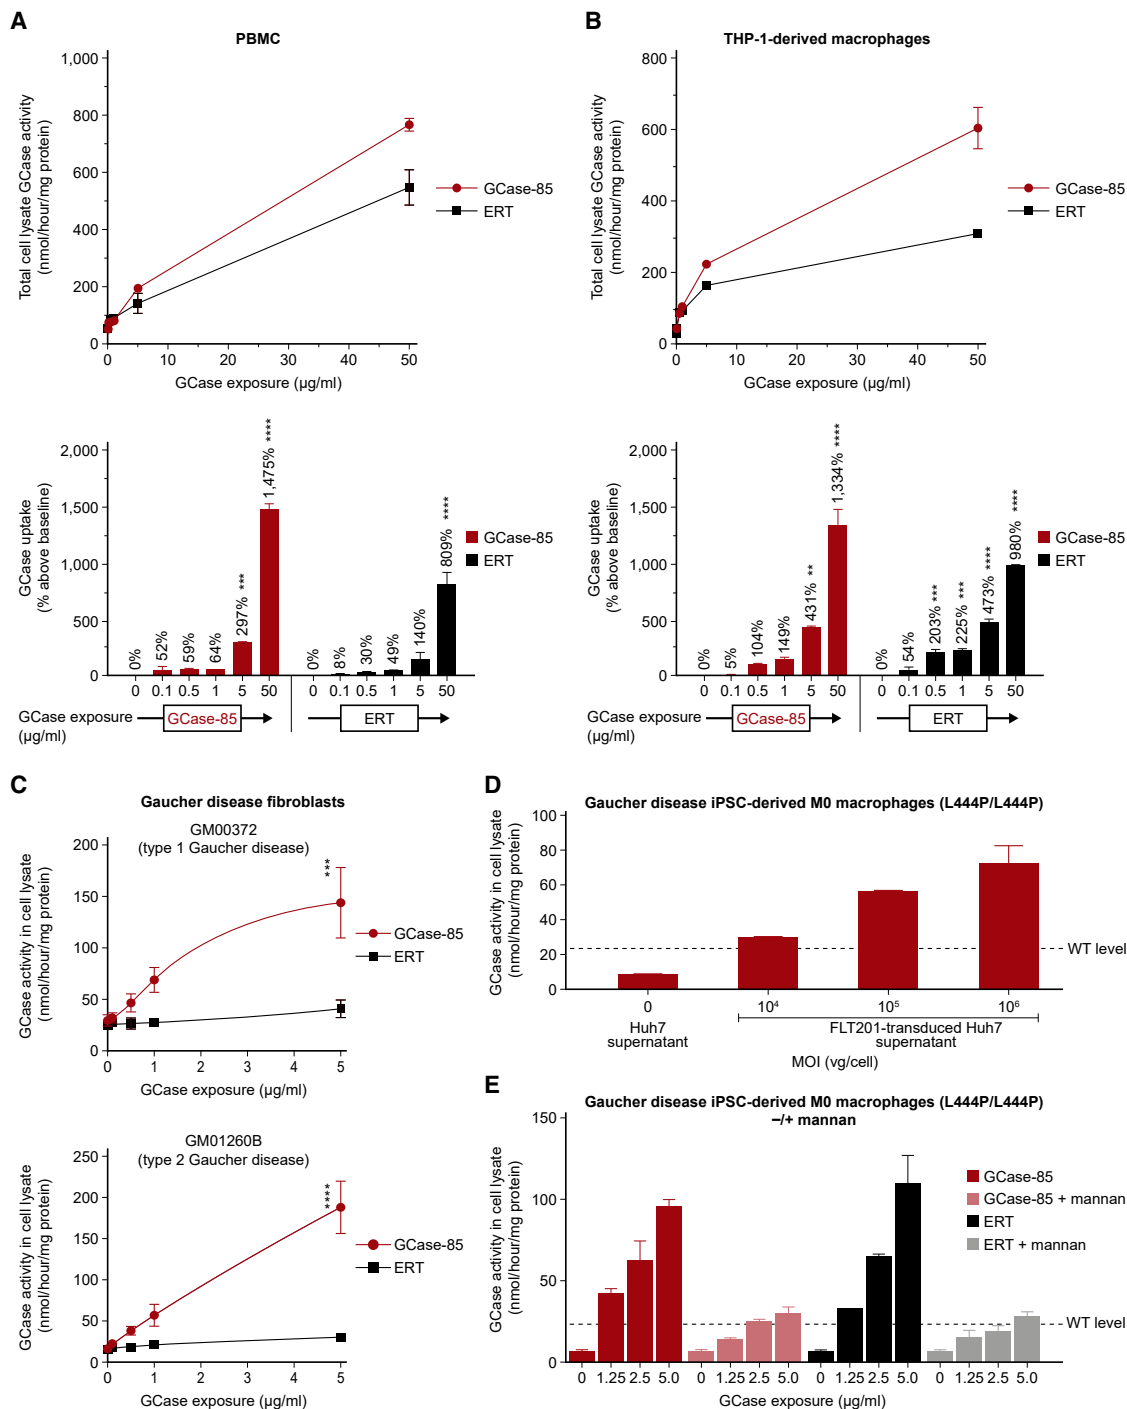 A
PBMC
1,000
800
600
400
200
0
Total cell lysate GCase activity
(nmol/hour/mg protein)
0 10 20 30 40 50
GCase exposure (µg/ml)
GCase-85
ERT
2,000
1,500
1,000
500
0
GCase uptake
(% above baseline)
0% 52% 59% 64% 297% *** 1,475% ****
0% 8% 30% 49% 140% 809% ****
GCase-85
ERT
0 0.1 0.5 1 5 50 0 0.1 0.5 1 5 50
GCase exposure
(µg/ml)
GCase-85
ERT
B
THP-1-derived macrophages
800
600
400
200
0
Total cell lysate GCase activity
(nmol/hour/mg protein)
0 10 20 30 40 50
GCase exposure (µg/ml)
GCase-85
ERT
2,000
1,500
1,000
500
0
GCase uptake
(% above baseline)
0% 5% 104% 149% 431% ** 1,334% ****
0% 54% 203% *** 225% *** 473% **** 980% ****
GCase-85
ERT
0 0.1 0.5 1 5 50 0 0.1 0.5 1 5 50
GCase exposure
(µg/ml)
GCase-85
ERT
C
Gaucher disease fibroblasts
GM00372
(type 1 Gaucher disease)
200
150
100
50
0
GCase activity in cell lysate
(nmol/hour/mg protein)
***
GCase-85
ERT
0 1 2 3 4 5
GCase exposure (µg/ml)
GM01260B
(type 2 Gaucher disease)
250
200
150
100
50
0
GCase activity in cell lysate
(nmol/hour/mg protein)
****
GCase-85
ERT
0 1 2 3 4 5
GCase exposure (µg/ml)
D
Gaucher disease iPSC-derived M0 macrophages (L444P/L444P)
100
80
60
40
20
0
GCase activity in cell lysate
(nmol/hour/mg protein)
WT level
0 10⁴ 10⁵ 10⁶
Huh7
supernatant
FLT201-transduced Huh7
supernatant
MOI (vg/cell)
E
Gaucher disease iPSC-derived M0 macrophages (L444P/L444P)
−/+ mannan
150
100
50
0
GCase activity in cell lysate
(nmol/hour/mg protein)
GCase-85
GCase-85 + mannan
ERT
ERT + mannan
WT level
0 1.25 2.5 5.0 0 1.25 2.5 5.0 0 1.25 2.5 5.0 0 1.25 2.5 5.0
GCase exposure (µg/ml)